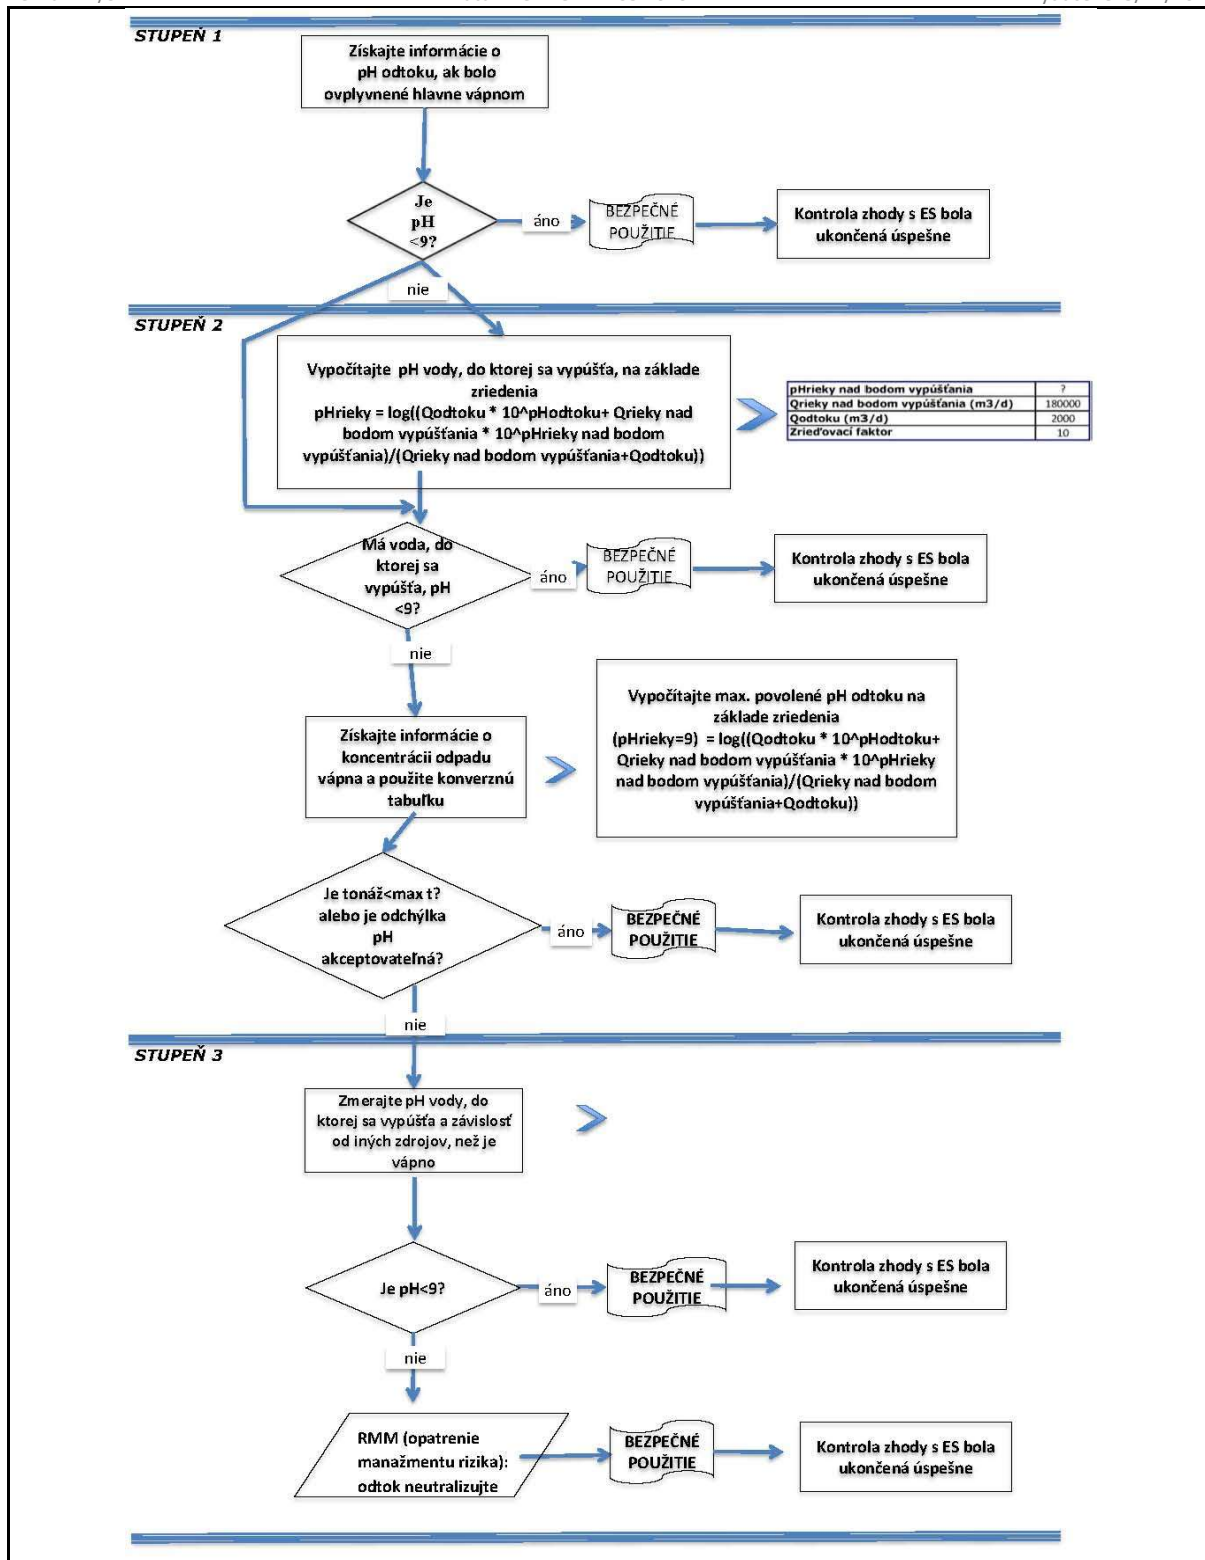 STUPEŇ 1
Získajte informácie o
pH odtoku, ak bolo
ovplyvnené hlavne vápnom
Je
pH
<9?
áno
BEZPEČNÉ
POUŽITIE
Kontrola zhody s ES bola
ukončená úspešne
nie
STUPEŇ 2
Vypočítajte pH vody, do ktorej sa vypúšťa, na základe
zriedenia
pHrieky = log((Qodtoku * 10^pHodtoku+ Qrieky nad
bodom vypúšťania * 10^pHrieky nad bodom
vypúšťania)/(Qrieky nad bodom vypúšťania+Qodtoku))
pHrieky nad bodom vypúšťania ?
Qrieky nad bodom vypúšťania (m3/d) 180000
Qodtoku (m3/d) 2000
Zrieďovací faktor 10
Má voda, do
ktorej sa
vypúšťa, pH
<9?
áno
BEZPEČNÉ
POUŽITIE
Kontrola zhody s ES bola
ukončená úspešne
nie
Získajte informácie o
koncentrácii odpadu
vápna a použite konverznú
tabuľku
Vypočítajte max. povolené pH odtoku na
základe zriedenia
(pHrieky=9) = log((Qodtoku * 10^pHodtoku+
Qrieky nad bodom vypúšťania * 10^pHrieky
nad bodom vypúšťania)/(Qrieky nad bodom
vypúšťania+Qodtoku))
Je tonáž<max t?
alebo je odchýlka
pH
akceptovateľná?
áno
BEZPEČNÉ
POUŽITIE
Kontrola zhody s ES bola
ukončená úspešne
nie
STUPEŇ 3
Zmerajte pH vody, do
ktorej sa vypúšťa a závislosť
od iných zdrojov, než je
vápno
Je pH<9?
áno
BEZPEČNÉ
POUŽITIE
Kontrola zhody s ES bola
ukončená úspešne
nie
RMM (opatrenie
manažmentu rizika):
odtok neutralizujte
BEZPEČNÉ
POUŽITIE
Kontrola zhody s ES bola
ukončená úspešne